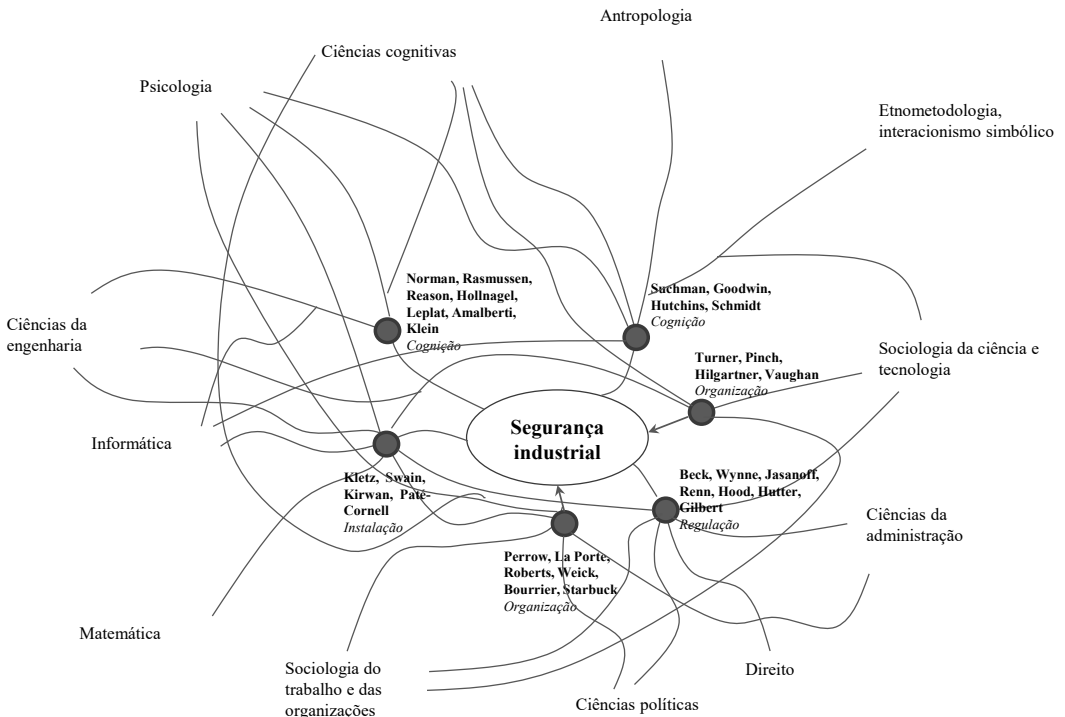 Antropologia
Ciências cognitivas
Psicologia
Etnometodologia,
interacionismo simbólico
Norman, Rasmussen,
Reason, Hollnagel,
Leplat, Amalberti,
Klein
Cognição
Suchman, Goodwin,
Hutchins, Schmidt
Cognição
Ciências da
engenharia
Turner, Pinch,
Hilgartner, Vaughan
Organização
Sociologia da ciência e
tecnologia
Segurança
industrial
Informática
Kletz, Swain,
Kirwan, Paté-
Cornell
Instalação
Beck, Wynne, Jasanoff,
Renn, Hood, Hutter,
Gilbert
Regulação
Ciências da
administração
Perrow, La Porte,
Roberts, Weick,
Bourrier, Starbuck
Organização
Matemática
Sociologia do
trabalho e das
organizações
Direito
Ciências políticas